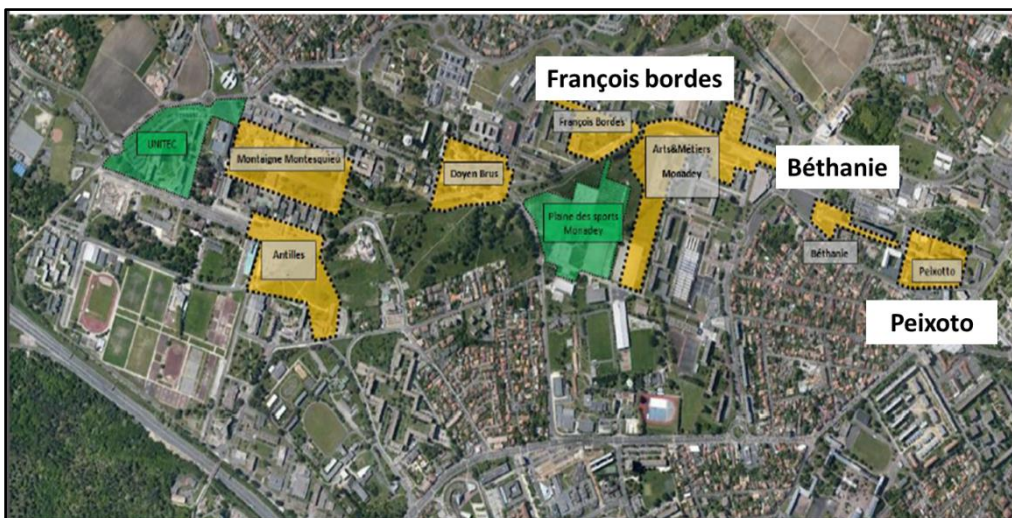 François bordes
François Bordes
UNITEC
Montaigne Montesquieu
Doyen Brus
Arts&Métiers
Monadey
Béthanie
Plaine des sports
Monadey
Antilles
Béthanie
Peixotto
Peixoto